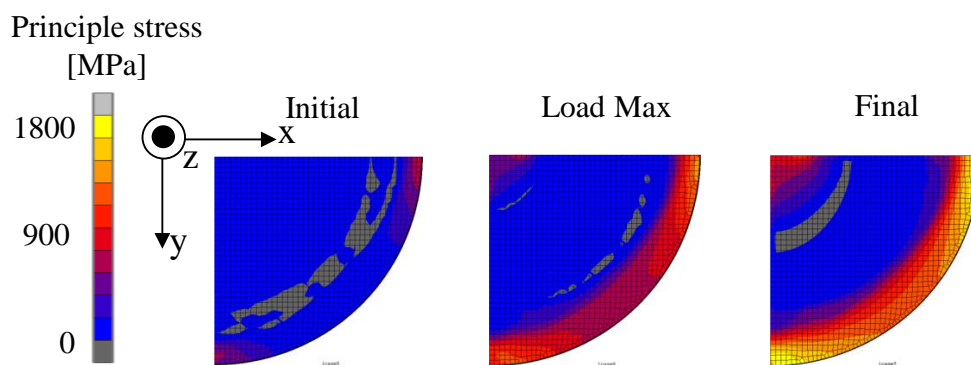 Principle stress
[MPa]
Initial
Load Max
Final
1800
900
0
z
x
y